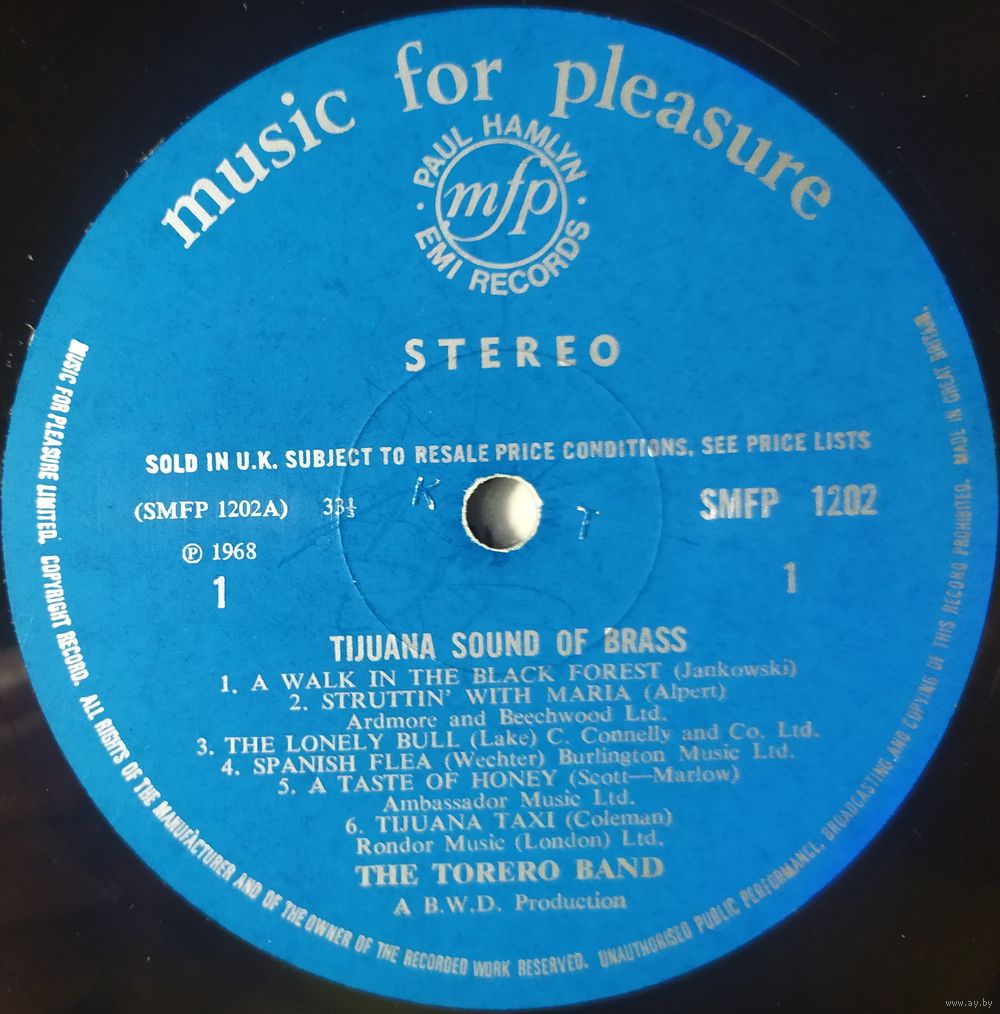 music for pleasure
PAUL HAMLYN
mfp
EMI RECORDS
STEREO
SOLD IN U.K. SUBJECT TO RESALE PRICE CONDITIONS, SEE PRICE LISTS
(SMFP 1202A) 33⅓
SMFP 1202
K T
℗ 1968
1
1
TIJUANA SOUND OF BRASS
1. A WALK IN THE BLACK FOREST (Jankowski)
2. STRUTTIN' WITH MARIA (Alpert)
Ardmore and Beechwood Ltd.
3. THE LONELY BULL (Lake) C. Connelly and Co. Ltd.
4. SPANISH FLEA (Wechter) Burlington Music Ltd.
5. A TASTE OF HONEY (Scott—Marlow)
Ambassador Music Ltd.
6. TIJUANA TAXI (Coleman)
Rondor Music (London) Ltd.
THE TORERO BAND
A B.W.D. Production
MUSIC FOR PLEASURE LIMITED. COPYRIGHT RECORD. ALL RIGHTS OF THE MANUFACTURER AND OF THE OWNER OF THE RECORDED WORK RESERVED. UNAUTHORISED PUBLIC PERFORMANCE, BROADCASTING AND COPYING OF THIS RECORD PROHIBITED. MADE IN GREAT BRITAIN.
www.ay.by